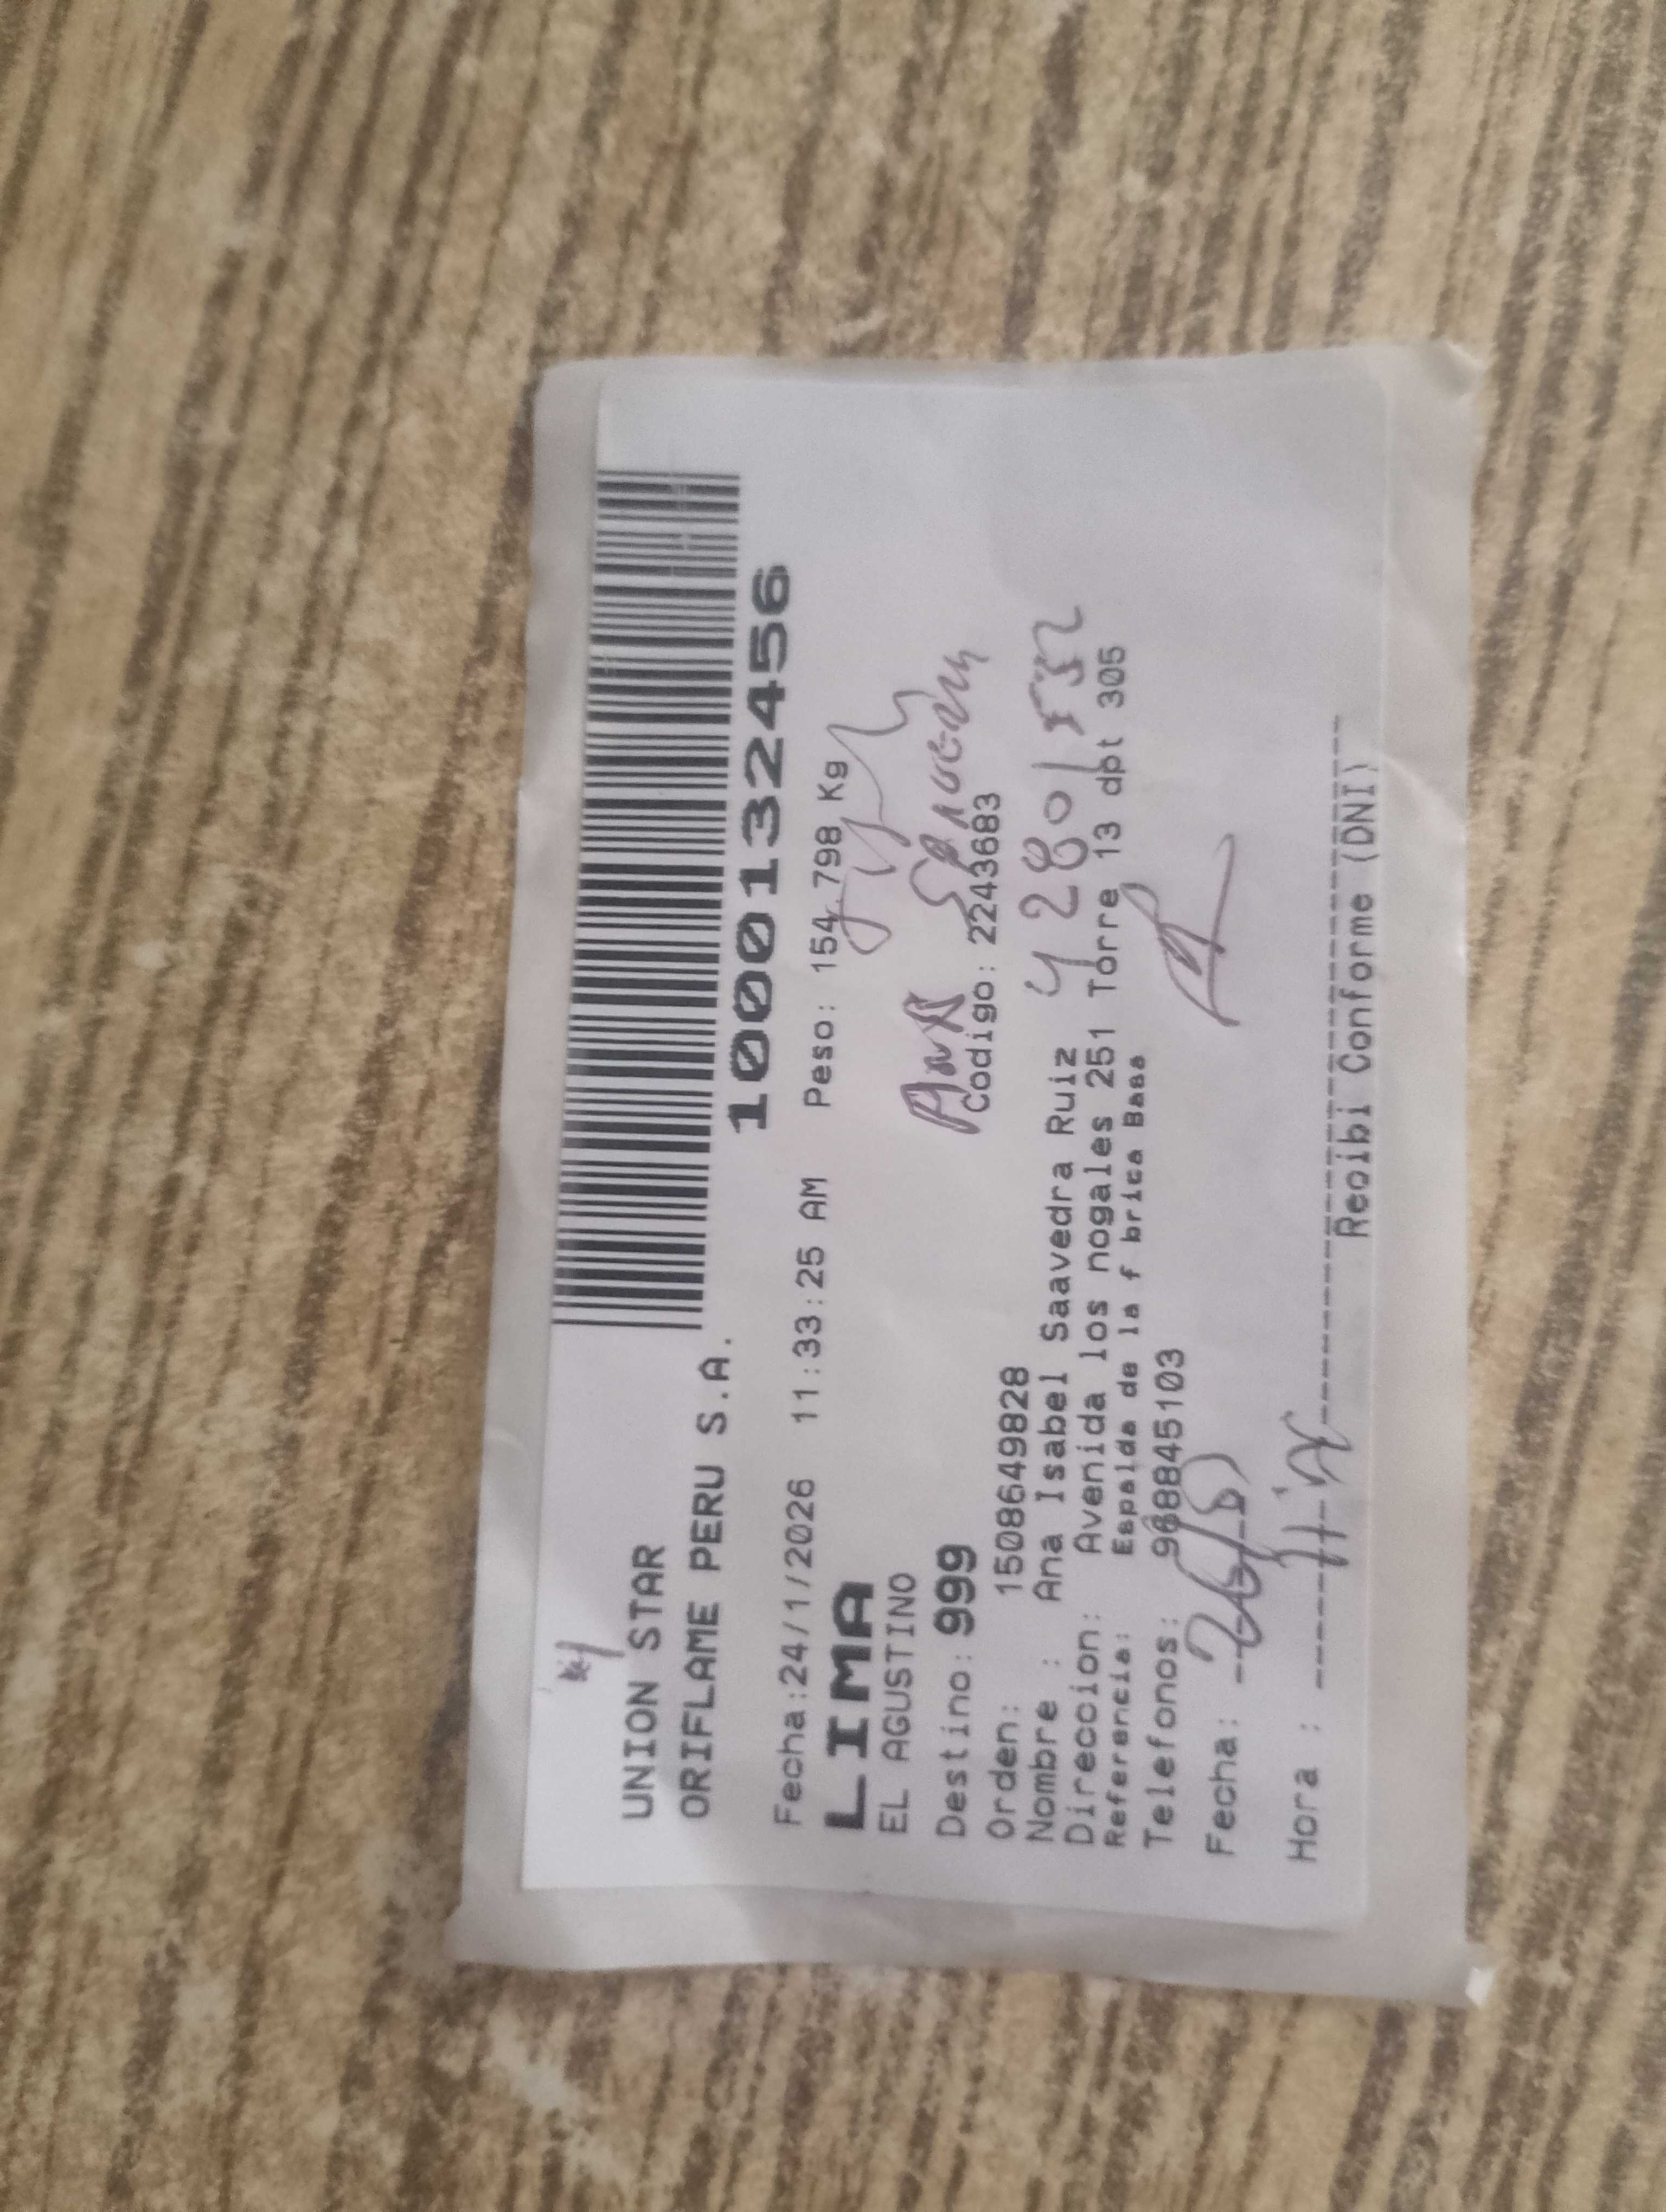 UNION STAR
ORIFLAME PERU S.A.
1000132456
Fecha:24/1/2026 11:33:25 AM Peso: 154.798 Kg
LIMA
EL AGUSTINO
Ana
Destino: 999 Codigo: 2243683
Orden: 1508649828
Nombre : Ana Isabel Saavedra Ruiz
Direccion: Avenida los nogales 251 Torre 13 dpt 305
Referencia: Espalda de la f brica Basa
Telefonos: 968845103
Fecha:
Hora :
Recibi Conforme (DNI)